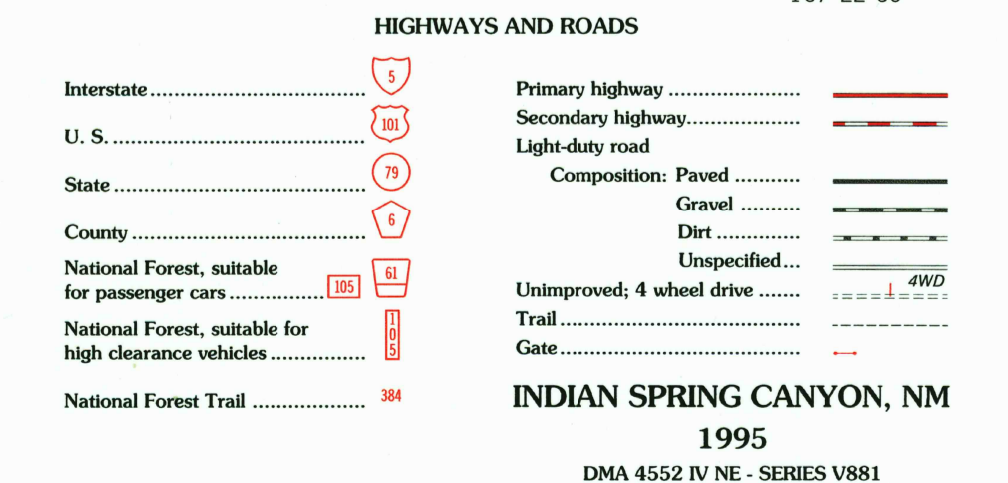 HIGHWAYS AND ROADS
Interstate 5
U. S. 101
State 79
County 6
National Forest, suitable
for passenger cars 105 61
National Forest, suitable for
high clearance vehicles 105
National Forest Trail 384
Primary highway
Secondary highway
Light-duty road
Composition: Paved
Gravel
Dirt
Unspecified...
Unimproved; 4 wheel drive 4WD
Trail
Gate
INDIAN SPRING CANYON, NM
1995
DMA 4552 IV NE - SERIES V881